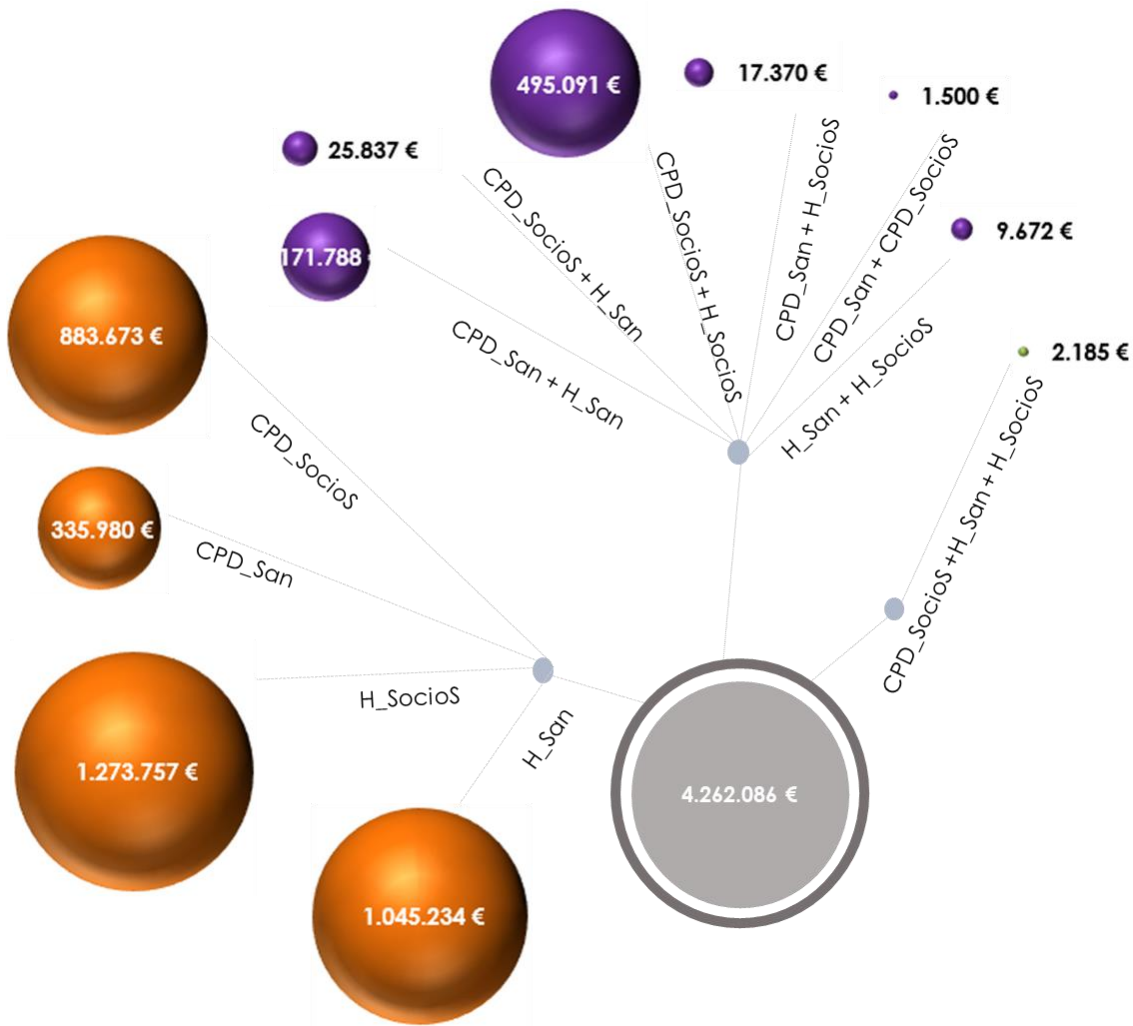 495.091 €
17.370 €
1.500 €
25.837 €
171.788
9.672 €
2.185 €
883.673 €
335.980 €
1.273.757 €
1.045.234 €
4.262.086 €
CPD_SocioS + H_San
CPD_SocioS + H_SocioS
CPD_San + H_SocioS
CPD_San + CPD_SocioS
CPD_San + H_San
H_San + H_SocioS
CPD_SocioS +H_San + H_SocioS
CPD_SocioS
CPD_San
H_SocioS
H_San